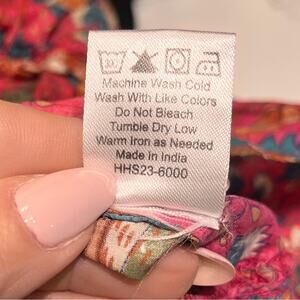 Machine Wash Cold
Wash With Like Colors
Do Not Bleach
Tumble Dry Low
Warm Iron as Needed
Made in India
HHS23-6000